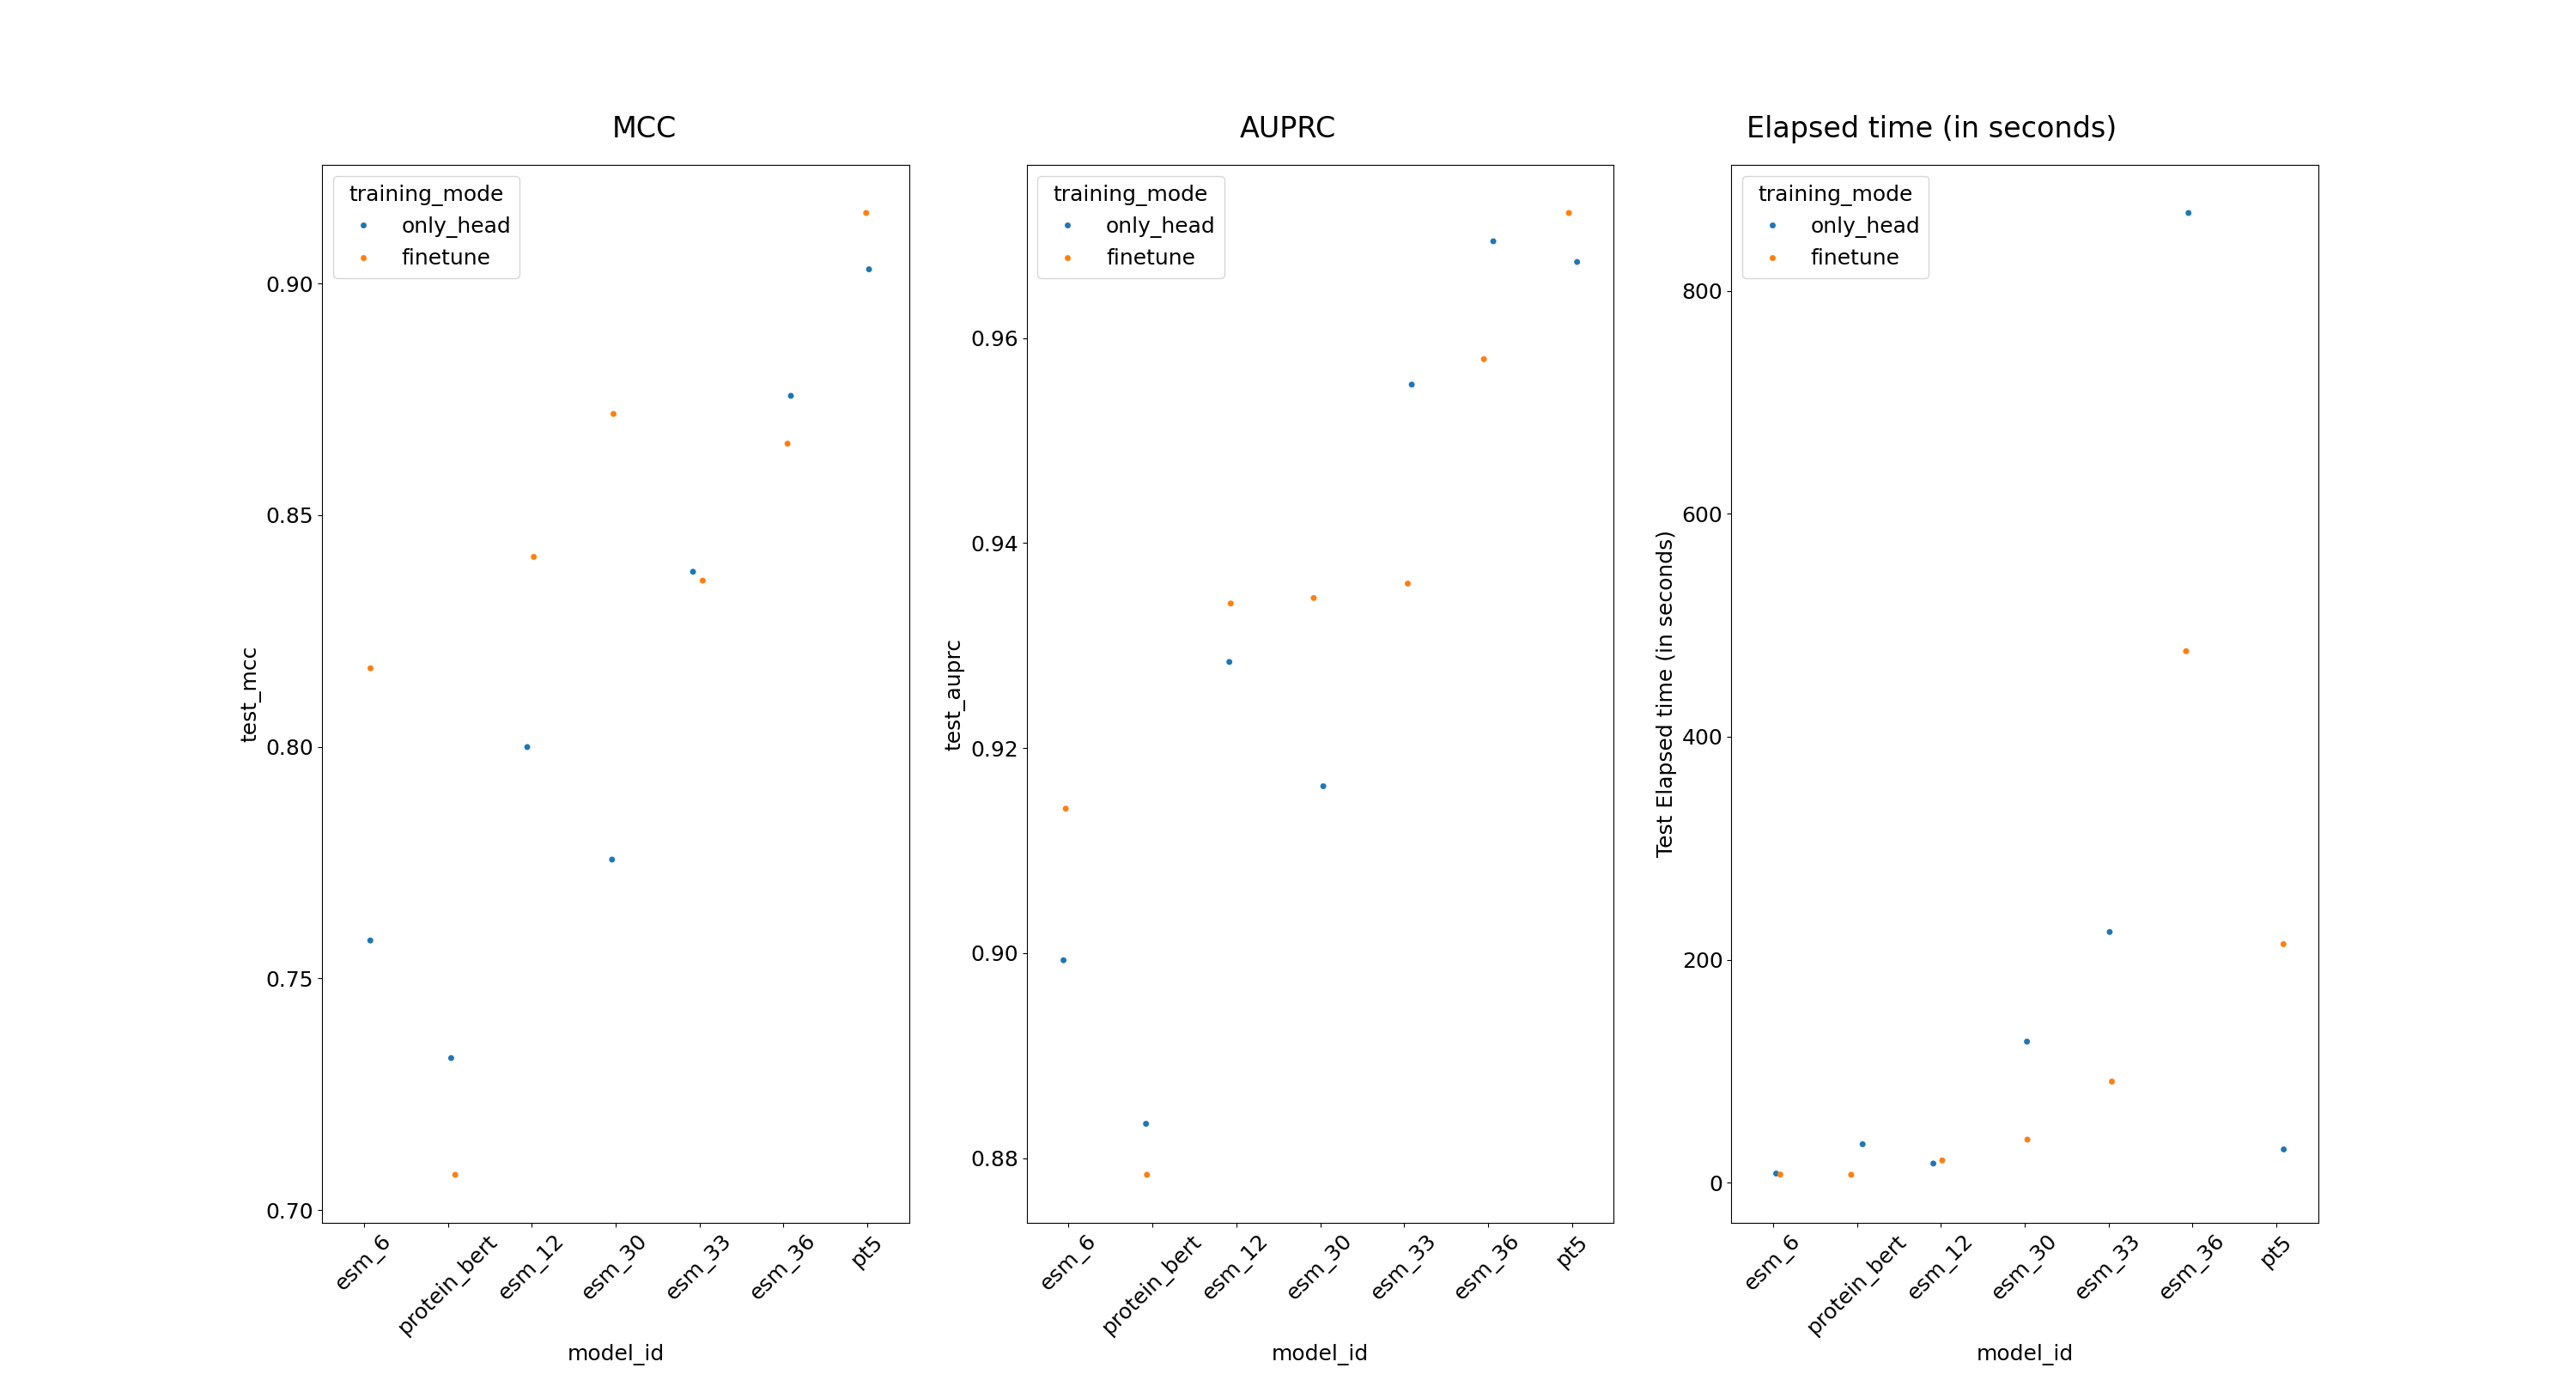 MCC
training_mode
only_head
finetune
0.90
0.85
0.80
0.75
0.70
test_mcc
esm_6
protein_bert
esm_12
esm_30
esm_33
esm_36
pt5
model_id
AUPRC
training_mode
only_head
finetune
0.96
0.94
0.92
0.90
0.88
test_auprc
esm_6
protein_bert
esm_12
esm_30
esm_33
esm_36
pt5
model_id
Elapsed time (in seconds)
training_mode
only_head
finetune
800
600
400
200
0
Test Elapsed time (in seconds)
esm_6
protein_bert
esm_12
esm_30
esm_33
esm_36
pt5
model_id